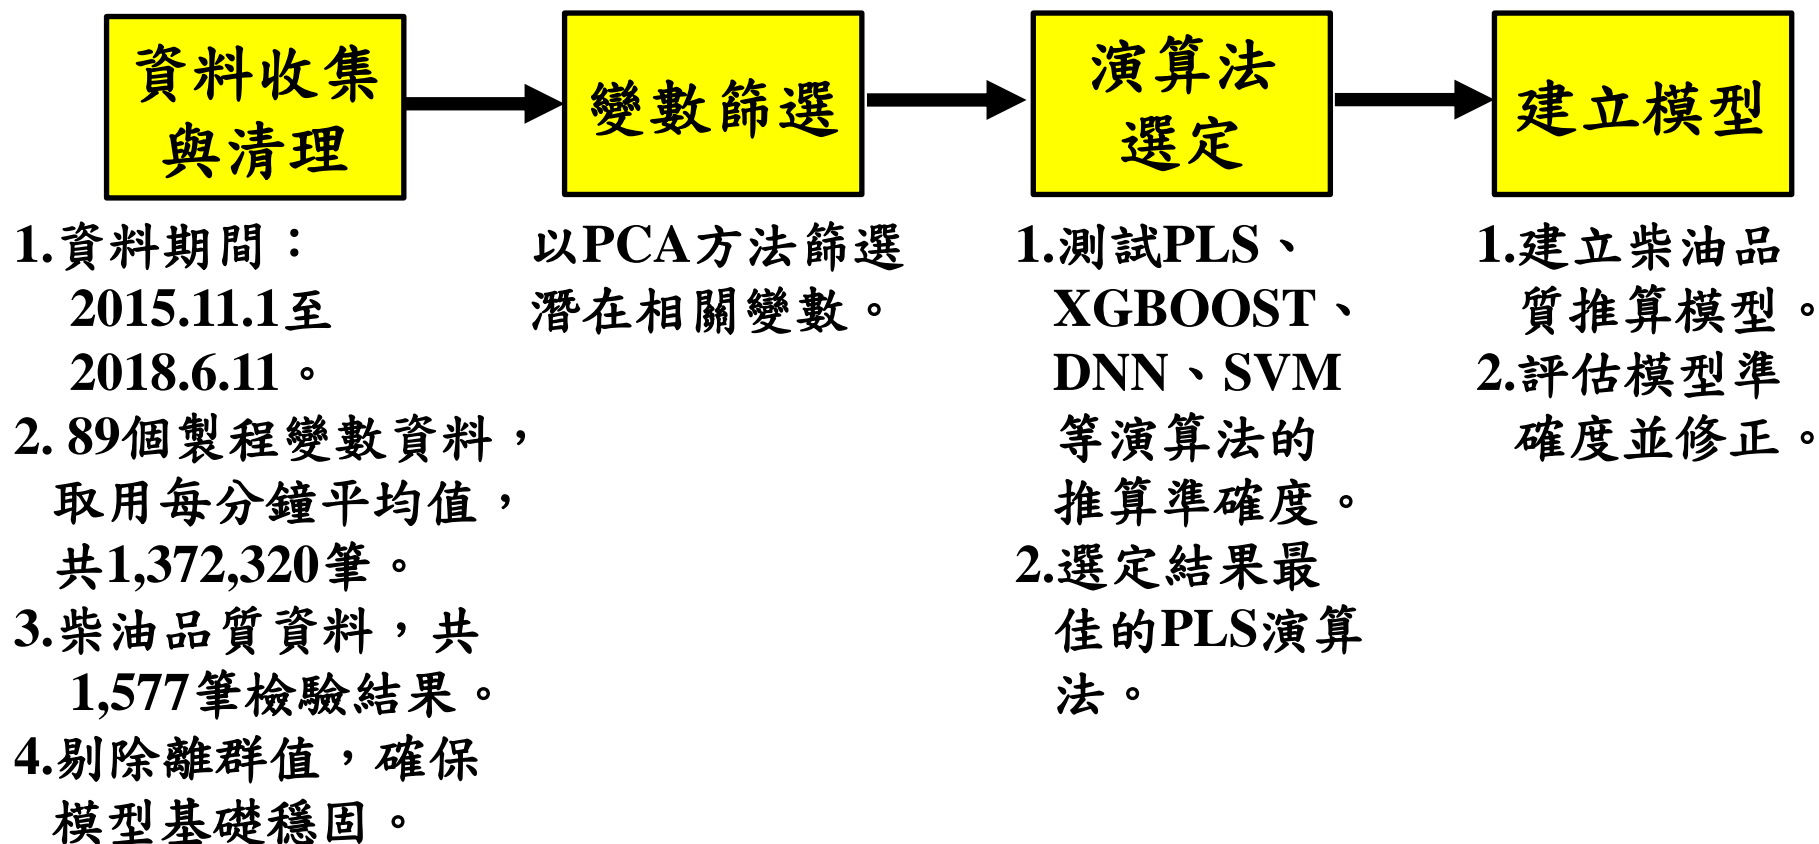 資料收集
與清理
變數篩選
演算法
選定
建立模型
1.資料期間：
2015.11.1至
2018.6.11。
2. 89個製程變數資料，
取用每分鐘平均值，
共1,372,320筆。
3.柴油品質資料，共
1,577筆檢驗結果。
4.剔除離群值，確保
模型基礎穩固。
以PCA方法篩選
潛在相關變數。
1.測試PLS、
XGBOOST、
DNN、SVM
等演算法的
推算準確度。
2.選定結果最
佳的PLS演算
法。
1.建立柴油品
質推算模型。
2.評估模型準
確度並修正。